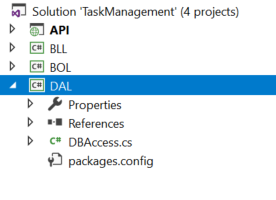 Solution 'TaskManagement' (4 projects)
API
C# BLL
C# BOL
C# DAL
Properties
References
C# DBAccess.cs
packages.config